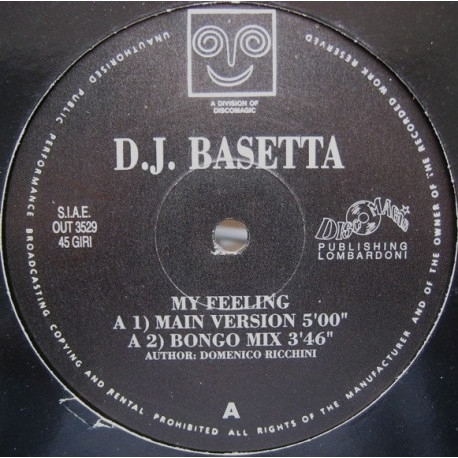 A DIVISION OF
DISCOMAGIC
D.J. BASETTA
S.I.A.E.
OUT 3529
45 GIRI
DISCOMAGIC
PUBLISHING
LOMBARDONI
MY FEELING
A 1) MAIN VERSION 5'00"
A 2) BONGO MIX 3'46"
AUTHOR: DOMENICO RICCHINI
A
UNAUTHORISED PUBLIC PERFORMANCE BROADCASTING COPYING AND RENTAL PROHIBITED ALL RIGHTS OF THE MANUFACTURER AND OF THE OWNER OF THE RECORDED WORK RESERVED